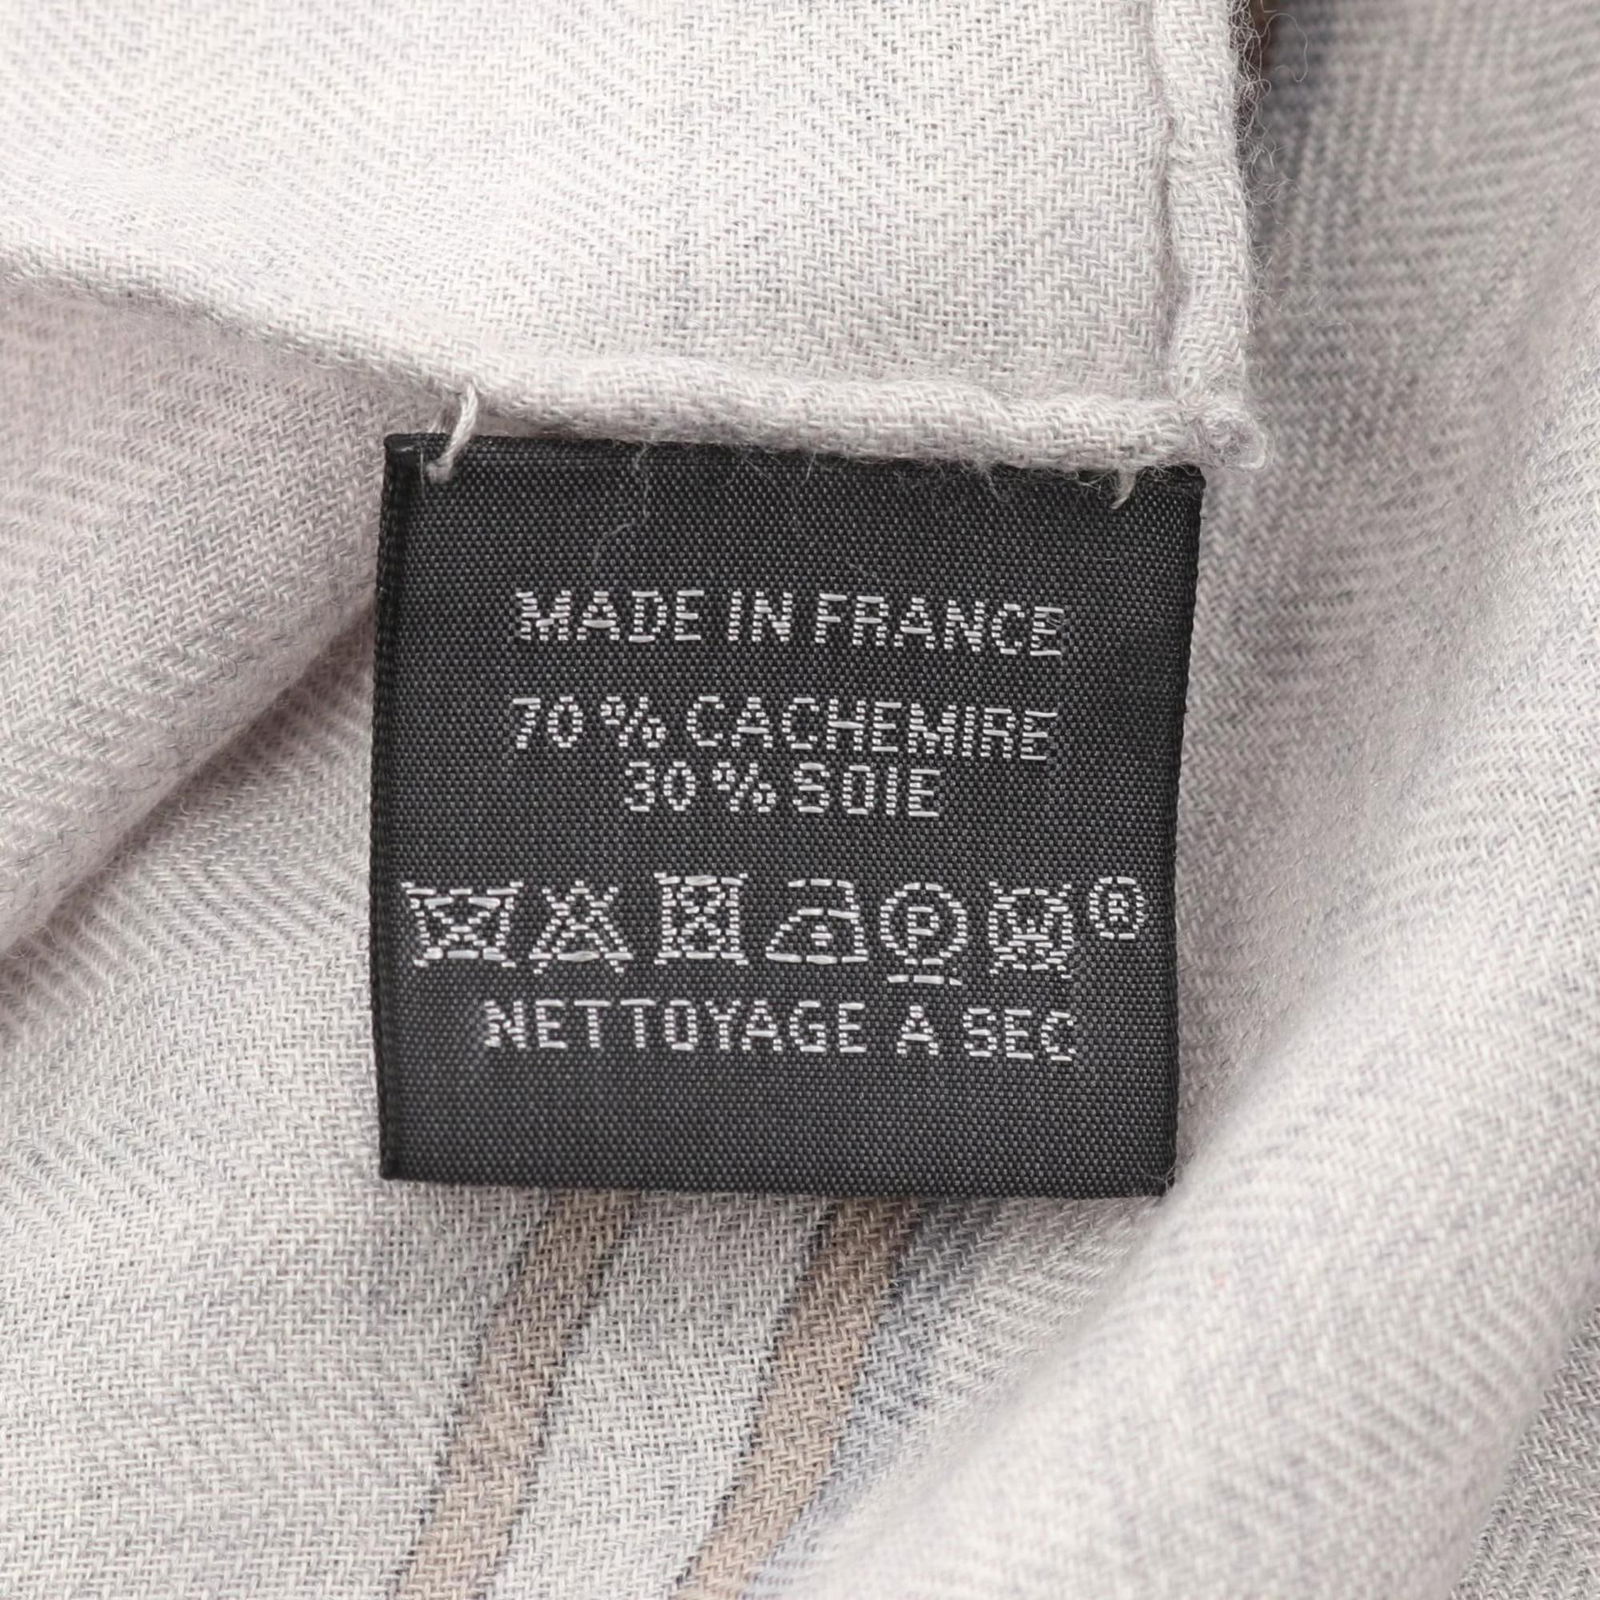 MADE IN FRANCE
70 % CACHEMIRE
30 % SOIE
F ®
NETTOYAGE A SEC